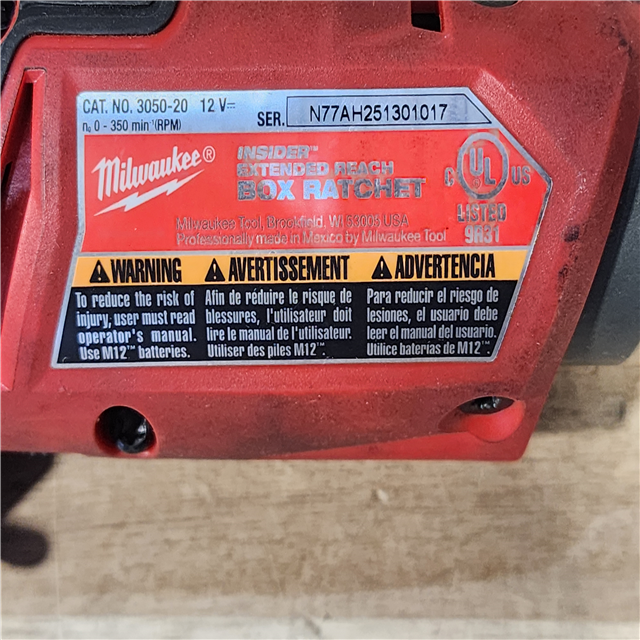 CAT. NO. 3050-20 12 V⎓ SER. N77AH251301017
n₀ 0 - 350 min⁻¹(RPM)
Milwaukee®
INSIDER™
EXTENDED REACH
BOX RATCHET
Milwaukee Tool, Brookfield, WI 53005 USA
Professionally made in Mexico by Milwaukee Tool
C UL US
LISTED
9R31
WARNING
To reduce the risk of
injury, user must read
operator's manual.
Use M12™ batteries.
AVERTISSEMENT
Afin de réduire le risque de
blessures, l'utilisateur doit
lire le manual de l'utilisateur.
Utiliser des piles M12™.
ADVERTENCIA
Para reducir el riesgo de
lesiones, el usuario debe
leer el manual del usuario.
Utilice baterías de M12™.